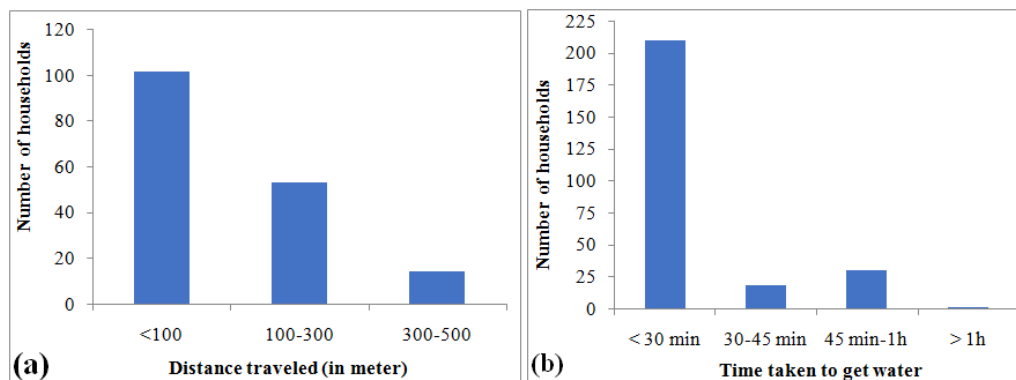 120
100
80
60
40
20
0
Number of households
<100 100-300 300-500
(a) Distance traveled (in meter)
225
200
175
150
125
100
75
50
25
0
Number of households
< 30 min 30-45 min 45 min-1h > 1h
(b) Time taken to get water